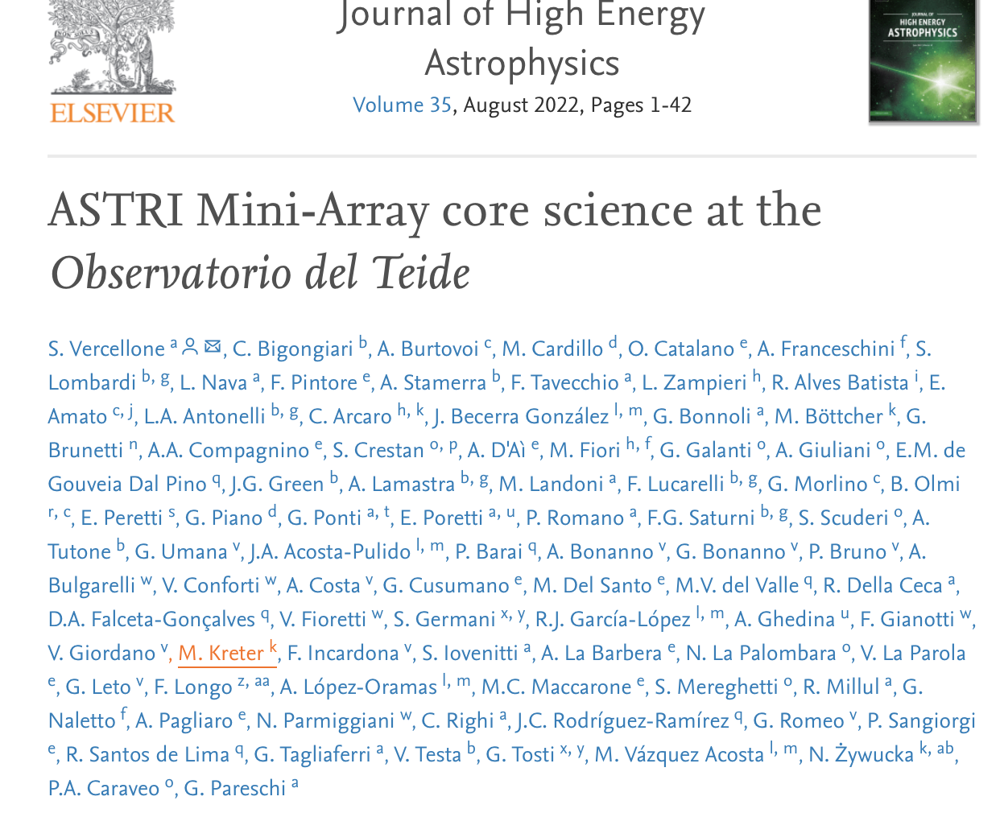 Journal of High Energy
Astrophysics
Volume 35, August 2022, Pages 1-42
ELSEVIER
JOURNAL OF
HIGH ENERGY
ASTROPHYSICS
ASTRI Mini-Array core science at the
Observatorio del Teide
S. Vercellone a, C. Bigongiari b, A. Burtovoi c, M. Cardillo d, O. Catalano e, A. Franceschini f, S.
Lombardi b, g, L. Nava a, F. Pintore e, A. Stamerra b, F. Tavecchio a, L. Zampieri h, R. Alves Batista i, E.
Amato c, j, L.A. Antonelli b, g, C. Arcaro h, k, J. Becerra González l, m, G. Bonnoli a, M. Böttcher k, G.
Brunetti n, A.A. Compagnino e, S. Crestan o, p, A. D'Aì e, M. Fiori h, f, G. Galanti o, A. Giuliani o, E.M. de
Gouveia Dal Pino q, J.G. Green b, A. Lamastra b, g, M. Landoni a, F. Lucarelli b, g, G. Morlino c, B. Olmi
r, c, E. Peretti s, G. Piano d, G. Ponti a, t, E. Poretti a, u, P. Romano a, F.G. Saturni b, g, S. Scuderi o, A.
Tutone b, G. Umana v, J.A. Acosta-Pulido l, m, P. Barai q, A. Bonanno v, G. Bonanno v, P. Bruno v, A.
Bulgarelli w, V. Conforti w, A. Costa v, G. Cusumano e, M. Del Santo e, M.V. del Valle q, R. Della Ceca a,
D.A. Falceta-Gonçalves q, V. Fioretti w, S. Germani x, y, R.J. García-López l, m, A. Ghedina u, F. Gianotti w,
V. Giordano v, M. Kreter k, F. Incardona v, S. Iovenitti a, A. La Barbera e, N. La Palombara o, V. La Parola
e, G. Leto v, F. Longo z, aa, A. López-Oramas l, m, M.C. Maccarone e, S. Mereghetti o, R. Millul a, G.
Naletto f, A. Pagliaro e, N. Parmiggiani w, C. Righi a, J.C. Rodríguez-Ramírez q, G. Romeo v, P. Sangiorgi
e, R. Santos de Lima q, G. Tagliaferri a, V. Testa b, G. Tosti x, y, M. Vázquez Acosta l, m, N. Żywucka k, ab,
P.A. Caraveo o, G. Pareschi a